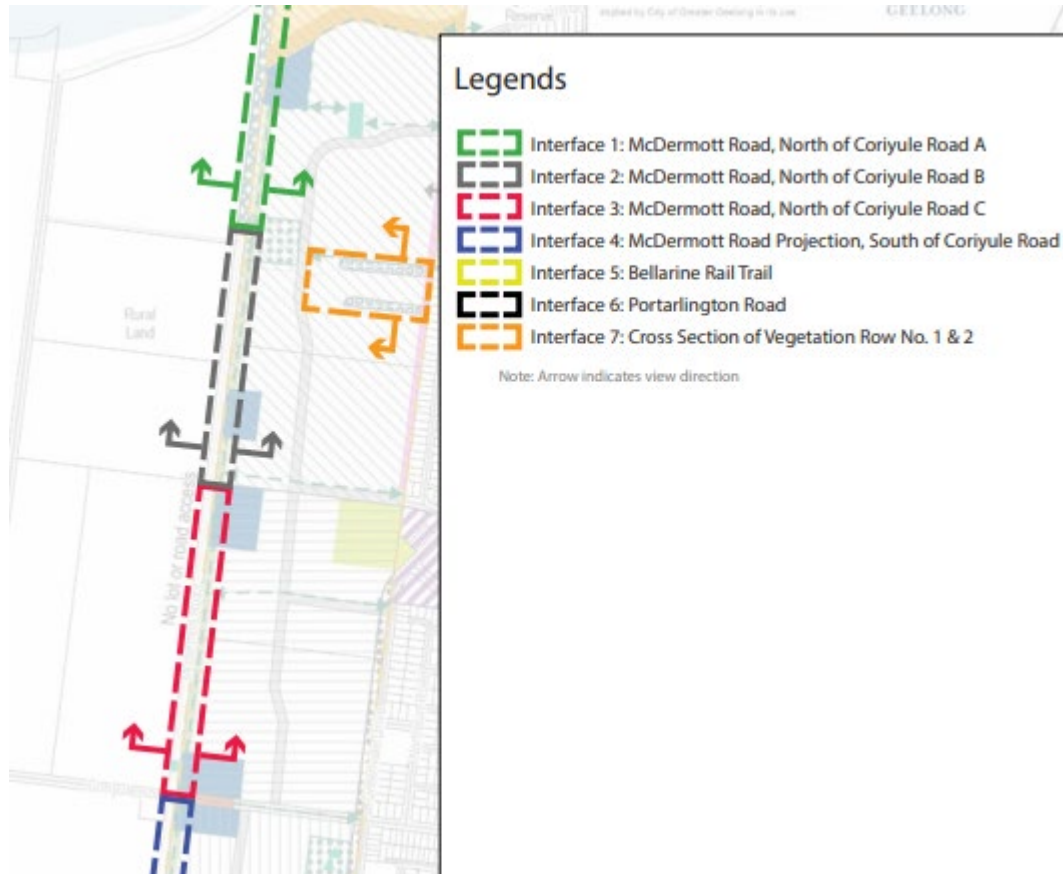 Reserve
GEELONG
Legends
Interface 1: McDermott Road, North of Coriyule Road A
Interface 2: McDermott Road, North of Coriyule Road B
Interface 3: McDermott Road, North of Coriyule Road C
Interface 4: McDermott Road Projection, South of Coriyule Road
Interface 5: Bellarine Rail Trail
Interface 6: Portarlington Road
Interface 7: Cross Section of Vegetation Row No. 1 & 2
Note: Arrow indicates view direction
Rural
Land
No lot or road access